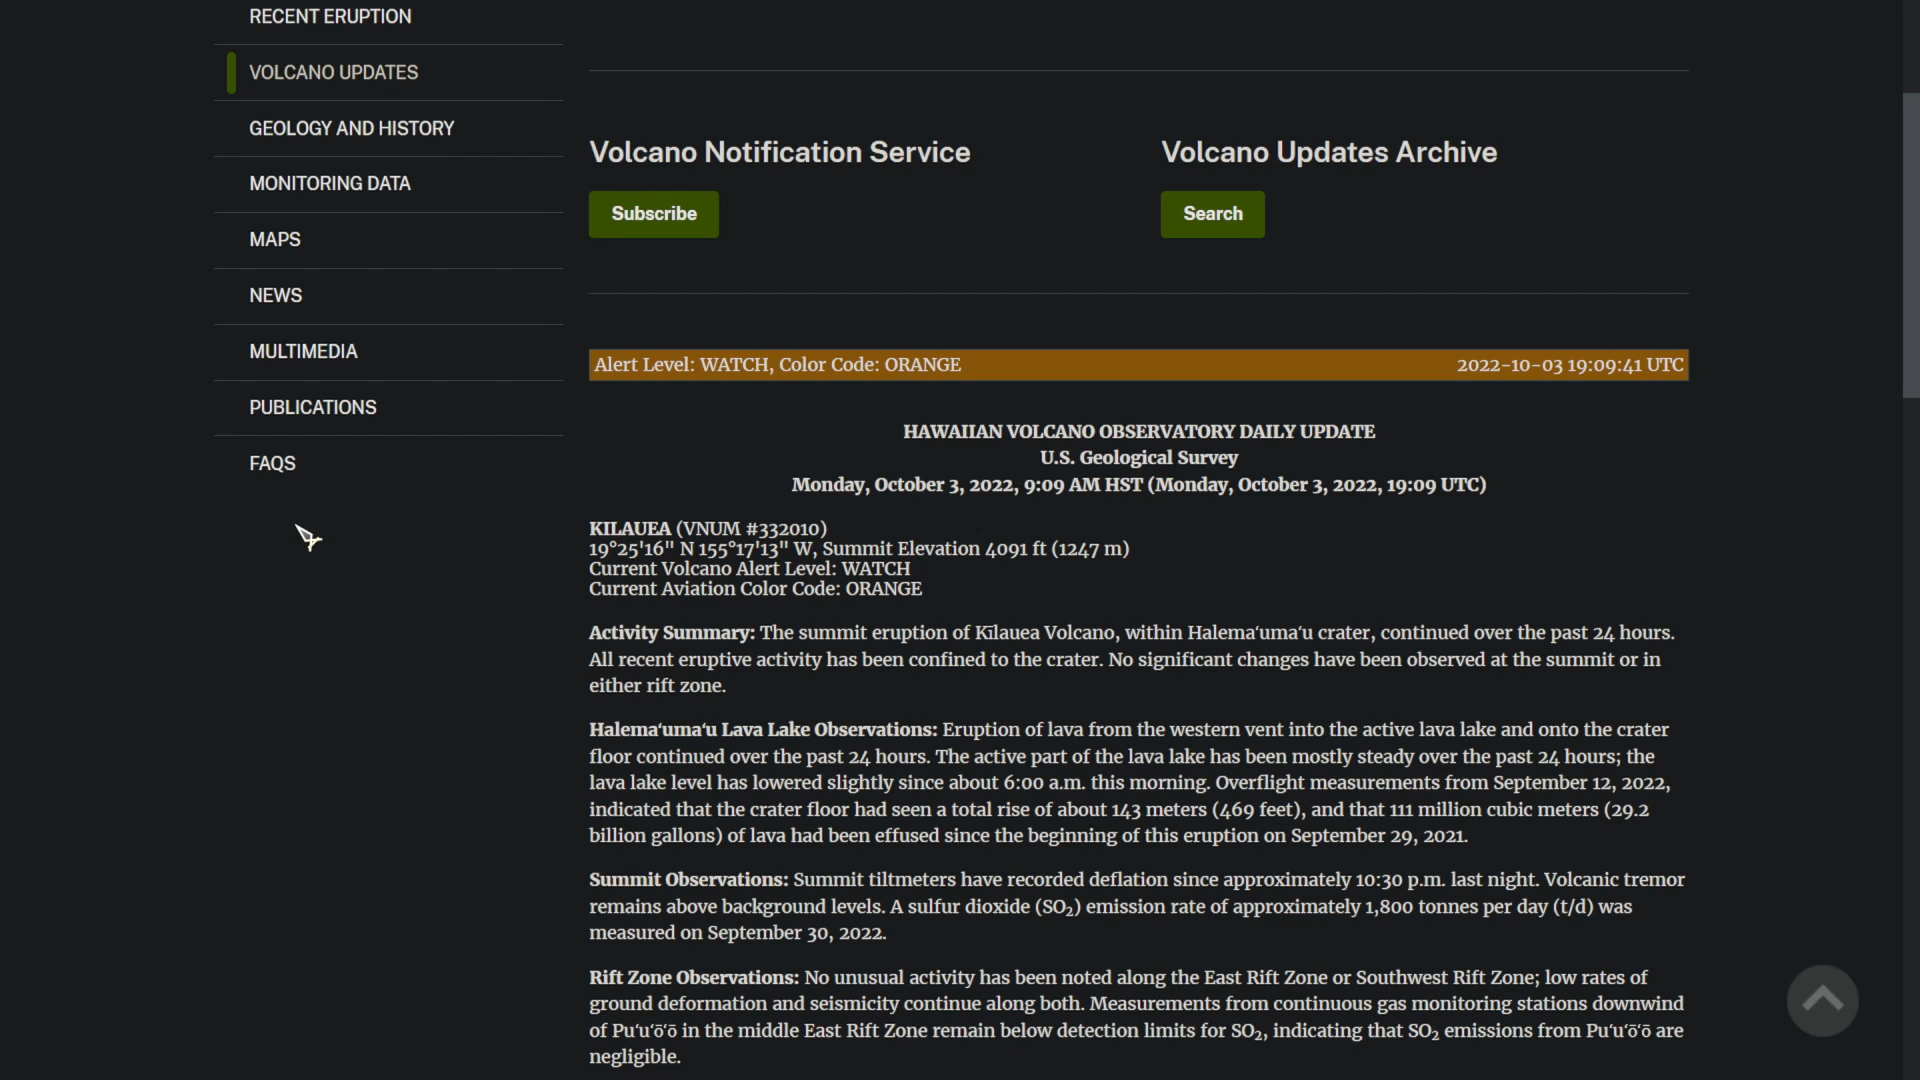 RECENT ERUPTION
VOLCANO UPDATES
GEOLOGY AND HISTORY
MONITORING DATA
MAPS
NEWS
MULTIMEDIA
PUBLICATIONS
FAQS
Volcano Notification Service
Subscribe
Volcano Updates Archive
Search
Alert Level: WATCH, Color Code: ORANGE 2022-10-03 19:09:41 UTC
HAWAIIAN VOLCANO OBSERVATORY DAILY UPDATE
U.S. Geological Survey
Monday, October 3, 2022, 9:09 AM HST (Monday, October 3, 2022, 19:09 UTC)
KILAUEA (VNUM #332010)
19°25'16" N 155°17'13" W, Summit Elevation 4091 ft (1247 m)
Current Volcano Alert Level: WATCH
Current Aviation Color Code: ORANGE
Activity Summary: The summit eruption of Kīlauea Volcano, within Halemaʻumaʻu crater, continued over the past 24 hours.
All recent eruptive activity has been confined to the crater. No significant changes have been observed at the summit or in
either rift zone.
Halemaʻumaʻu Lava Lake Observations: Eruption of lava from the western vent into the active lava lake and onto the crater
floor continued over the past 24 hours. The active part of the lava lake has been mostly steady over the past 24 hours; the
lava lake level has lowered slightly since about 6:00 a.m. this morning. Overflight measurements from September 12, 2022,
indicated that the crater floor had seen a total rise of about 143 meters (469 feet), and that 111 million cubic meters (29.2
billion gallons) of lava had been effused since the beginning of this eruption on September 29, 2021.
Summit Observations: Summit tiltmeters have recorded deflation since approximately 10:30 p.m. last night. Volcanic tremor
remains above background levels. A sulfur dioxide (SO₂) emission rate of approximately 1,800 tonnes per day (t/d) was
measured on September 30, 2022.
Rift Zone Observations: No unusual activity has been noted along the East Rift Zone or Southwest Rift Zone; low rates of
ground deformation and seismicity continue along both. Measurements from continuous gas monitoring stations downwind
of Puʻuʻōʻō in the middle East Rift Zone remain below detection limits for SO₂, indicating that SO₂ emissions from Puʻuʻōʻō are
negligible.